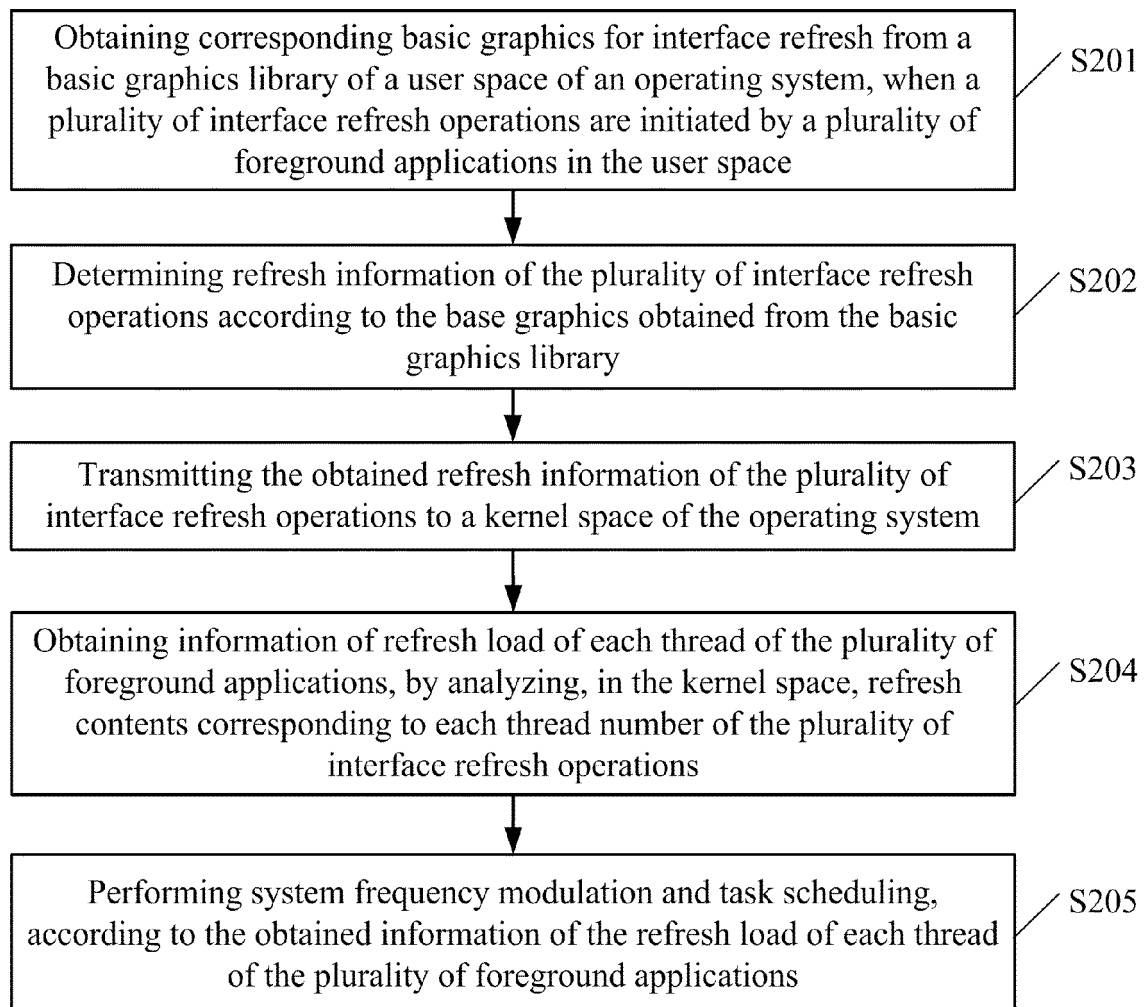 Obtaining corresponding basic graphics for interface refresh from a
basic graphics library of a user space of an operating system, when a
plurality of interface refresh operations are initiated by a plurality of
foreground applications in the user space
S201
Determining refresh information of the plurality of interface refresh
operations according to the base graphics obtained from the basic
graphics library
S202
Transmitting the obtained refresh information of the plurality of
interface refresh operations to a kernel space of the operating system
S203
Obtaining information of refresh load of each thread of the plurality of
foreground applications, by analyzing, in the kernel space, refresh
contents corresponding to each thread number of the plurality of
interface refresh operations
S204
Performing system frequency modulation and task scheduling,
according to the obtained information of the refresh load of each thread
of the plurality of foreground applications
S205